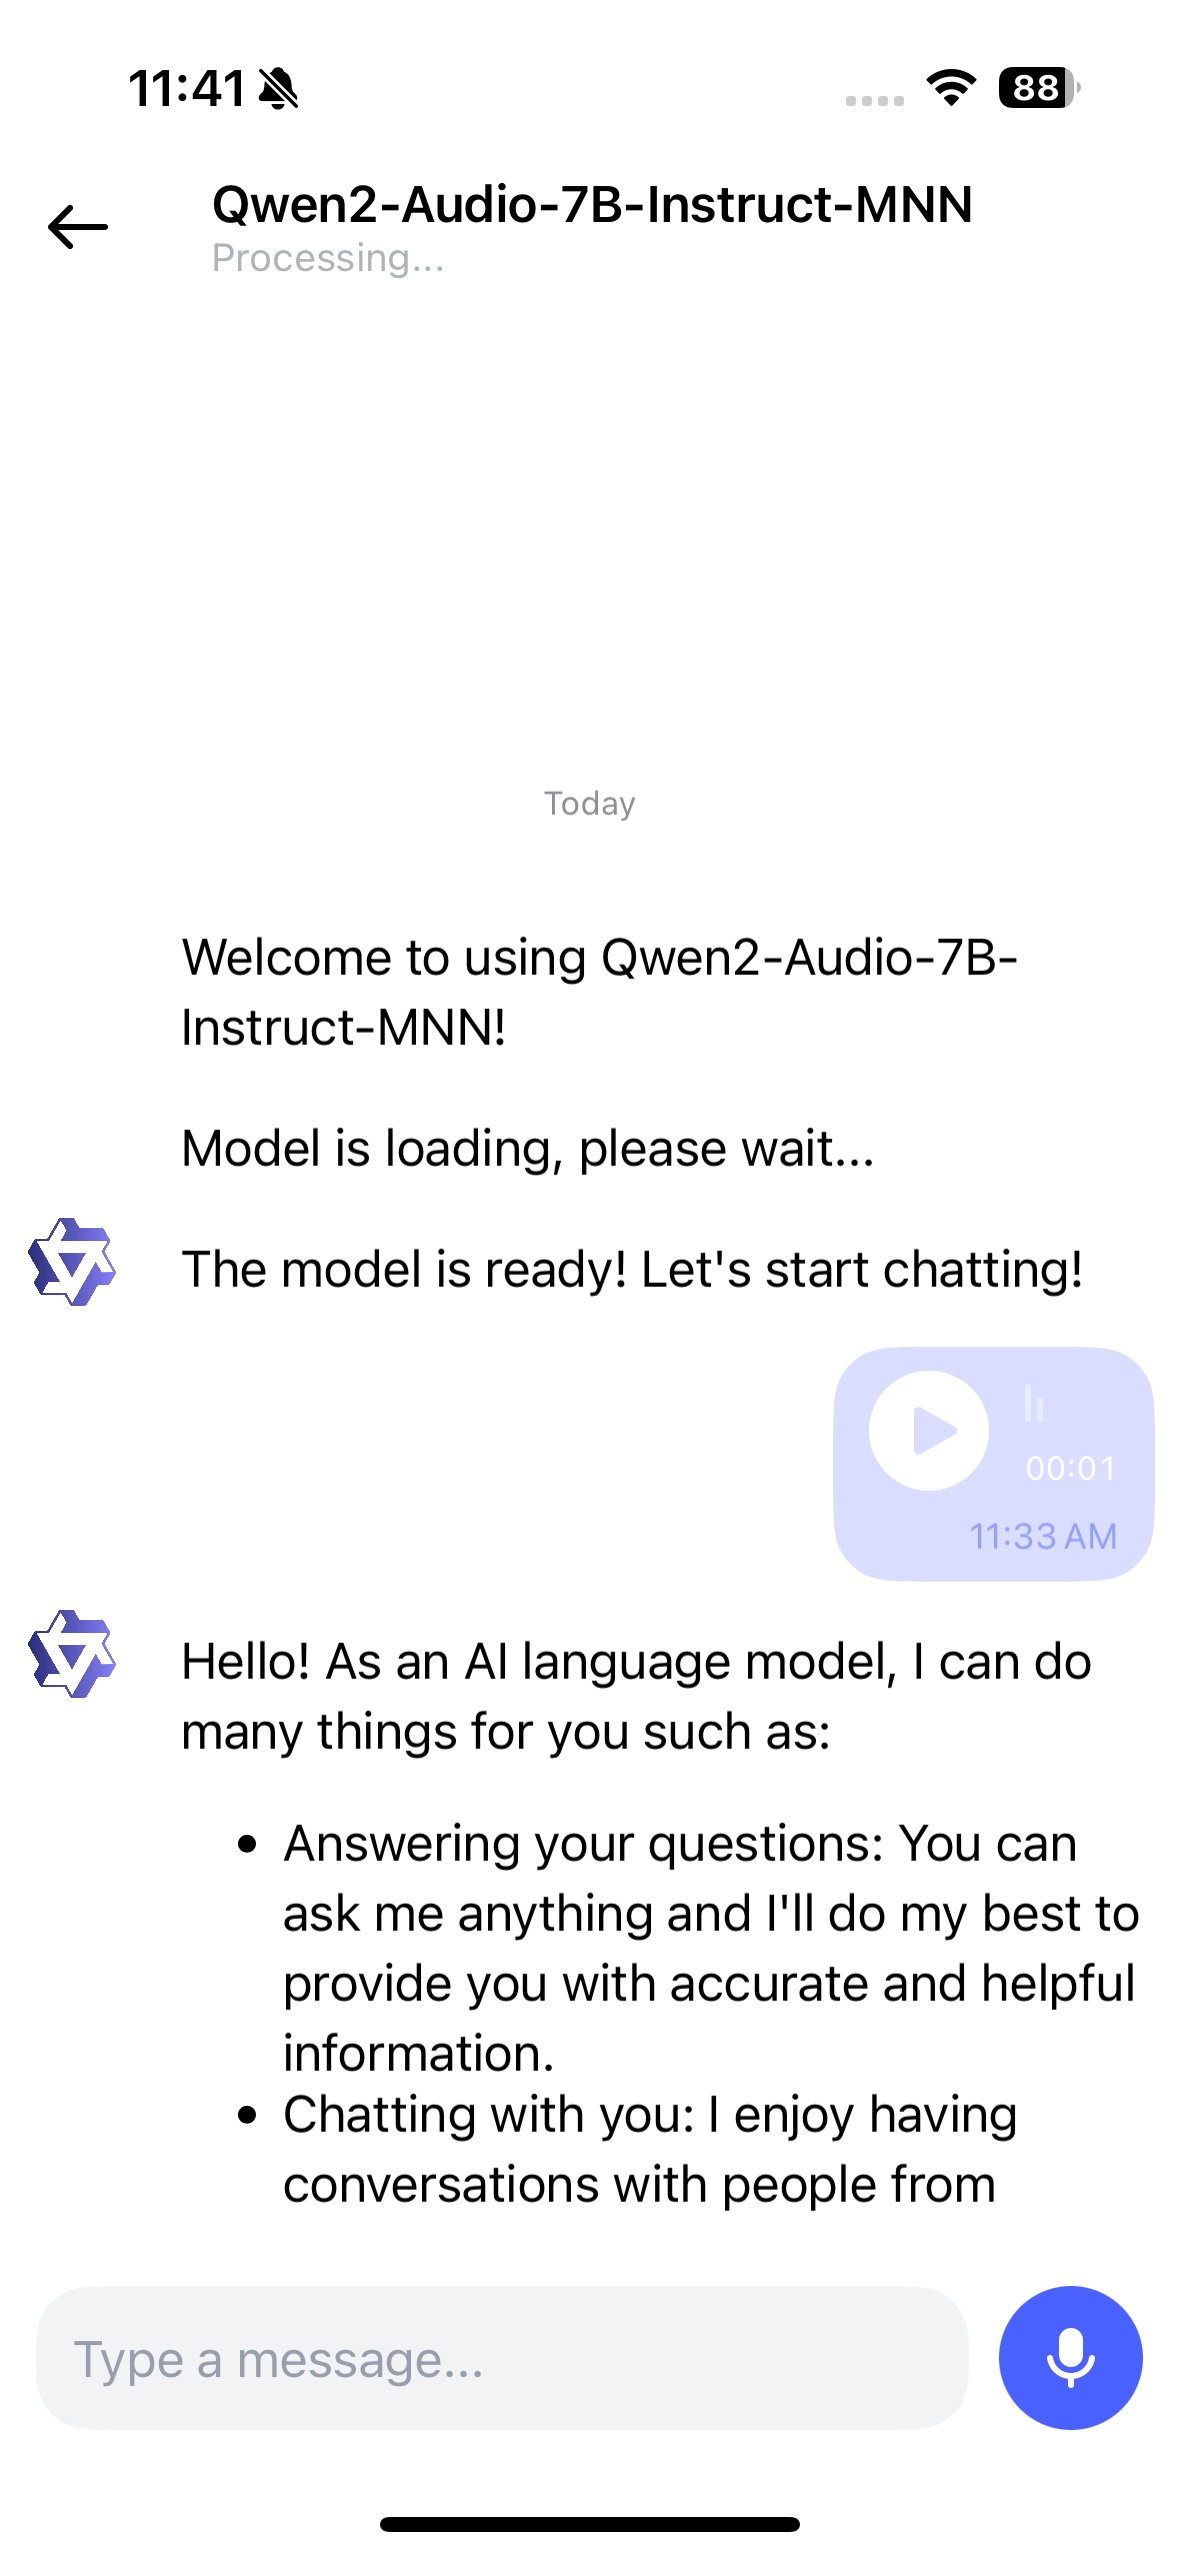 11:41
88
Qwen2-Audio-7B-Instruct-MNN
Processing...
Today
Welcome to using Qwen2-Audio-7B-
Instruct-MNN!
Model is loading, please wait...
The model is ready! Let's start chatting!
00:01
11:33 AM
Hello! As an AI language model, I can do
many things for you such as:
• Answering your questions: You can
ask me anything and I'll do my best to
provide you with accurate and helpful
information.
• Chatting with you: I enjoy having
conversations with people from
Type a message...